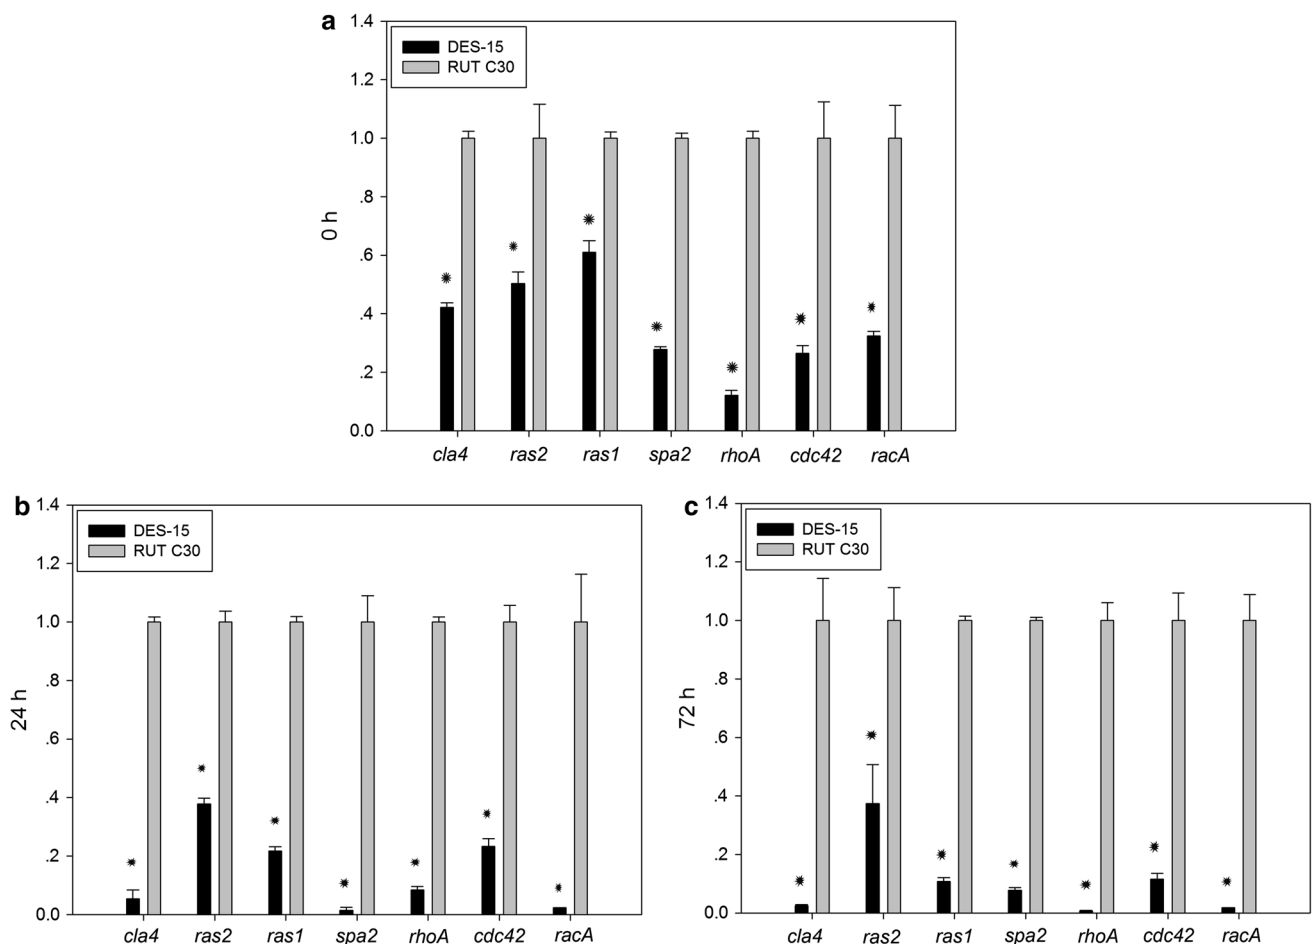 a
1.4
DES-15
RUT C30
1.2
1.0
.8
.6
.4
.2
0.0
0 h
cla4 ras2 ras1 spa2 rhoA cdc42 racA
b
1.4
DES-15
RUT C30
1.2
1.0
.8
.6
.4
.2
0.0
24 h
cla4 ras2 ras1 spa2 rhoA cdc42 racA
c
1.4
DES-15
RUT C30
1.2
1.0
.8
.6
.4
.2
0.0
72 h
cla4 ras2 ras1 spa2 rhoA cdc42 racA